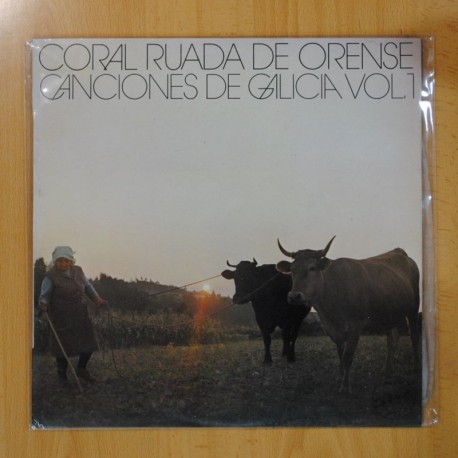 CORAL RUADA DE ORENSE
CANCIONES DE GALICIA VOL.1